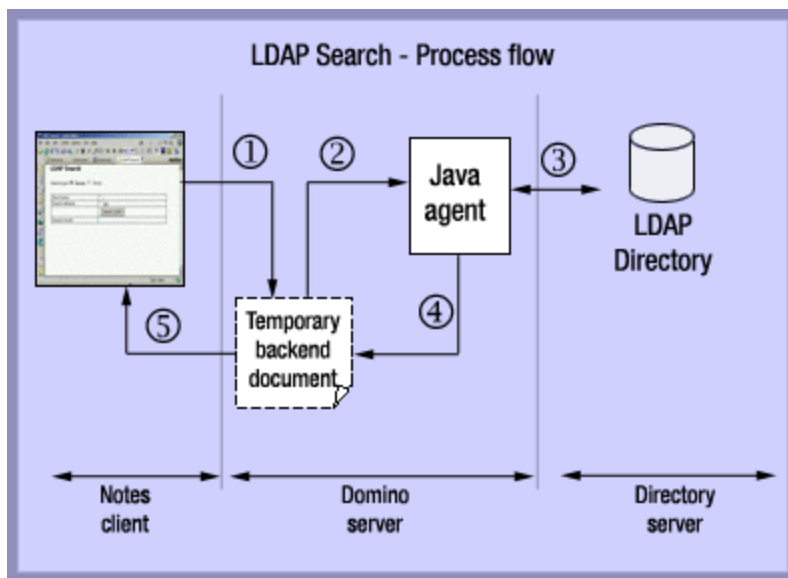 LDAP Search - Process flow
①
②
③
Java
agent
LDAP
Directory
④
⑤
Temporary
backend
document
Notes
client
Domino
server
Directory
server